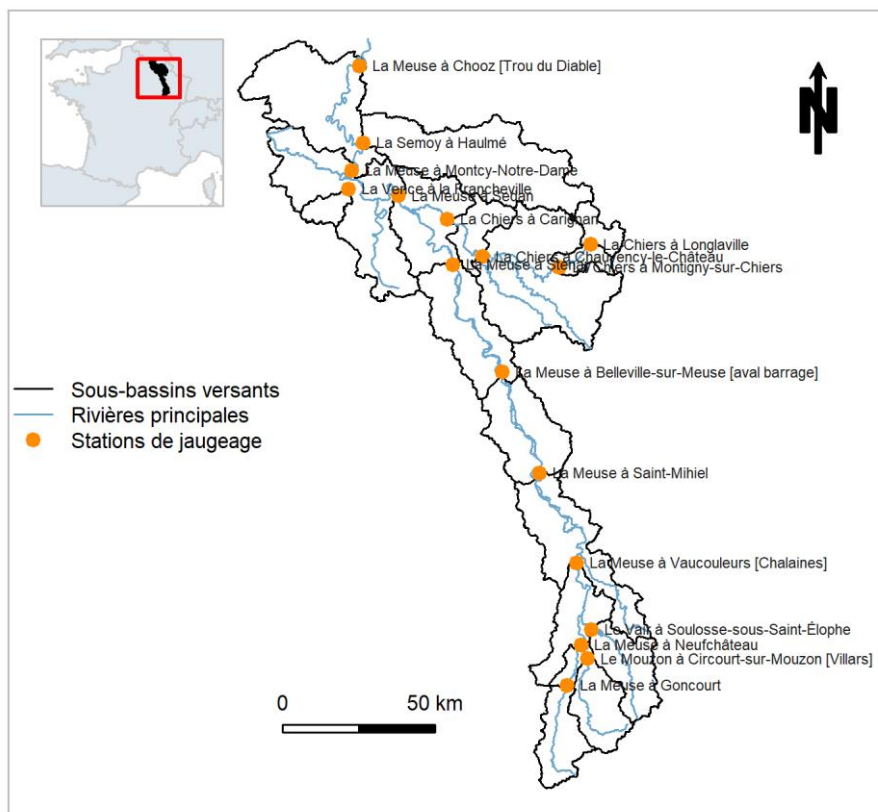 La Meuse à Chooz [Trou du Diable]
N
La Semoy à Haulmé
La Meuse à Montcy-Notre-Dame
La Vence à la Francheville
La Meuse à Sedan
La Chiers à Carignan
La Chiers à Longlaville
La Chiers à Chauvency-le-Château
La Meuse à Stenay
Chiers à Montigny-sur-Chiers
La Meuse à Belleville-sur-Meuse [aval barrage]
Sous-bassins versants
Rivières principales
Stations de jaugeage
La Meuse à Saint-Mihiel
La Meuse à Vaucouleurs [Chalaines]
Le Vair à Soulosse-sous-Saint-Élophe
La Meuse à Neufchâteau
Le Mouzon à Circourt-sur-Mouzon [Villars]
La Meuse à Goncourt
0 50 km